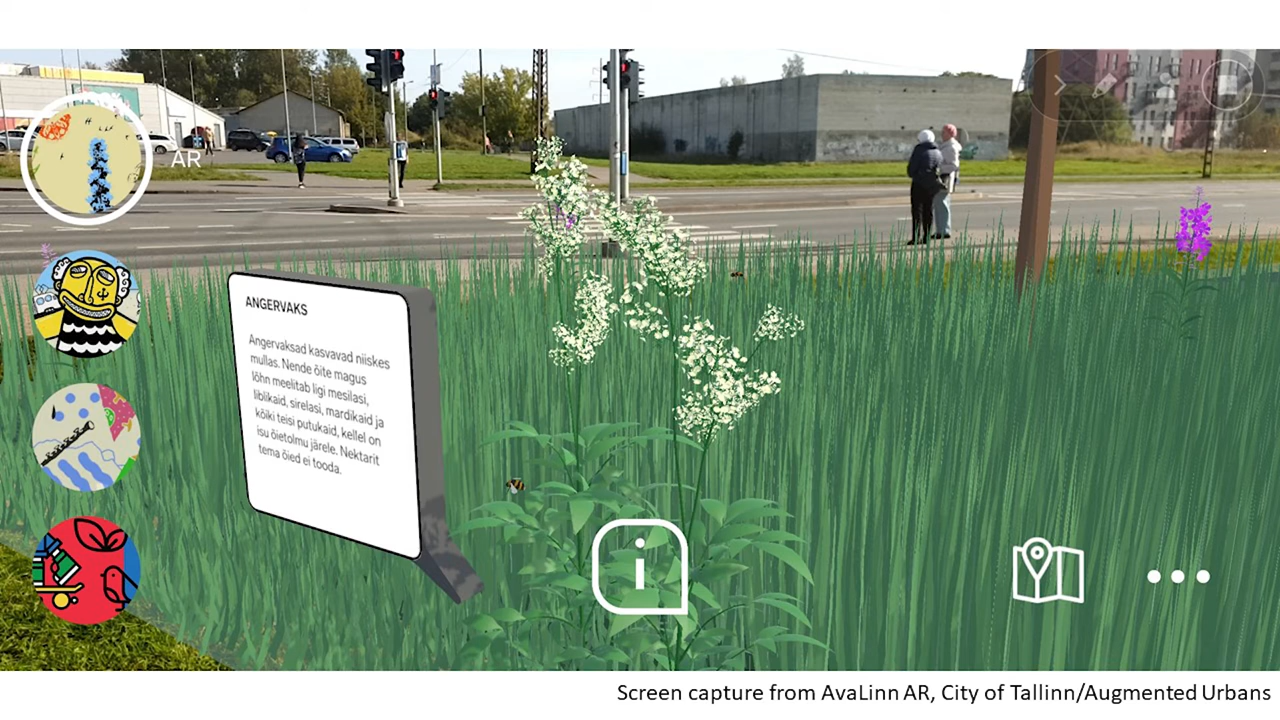 AR
ANGERVAKS
Angervaksad kasvavad niiskes
mullas. Nende õite magus
lõhn meelitab ligi mesilasi,
liblikaid, sirelasi, mardikaid ja
kõiki teisi putukaid, kellel on
isu õietolmu järele. Nektarit
tema õied ei tooda.
i
Screen capture from AvaLinn AR, City of Tallinn/Augmented Urbans